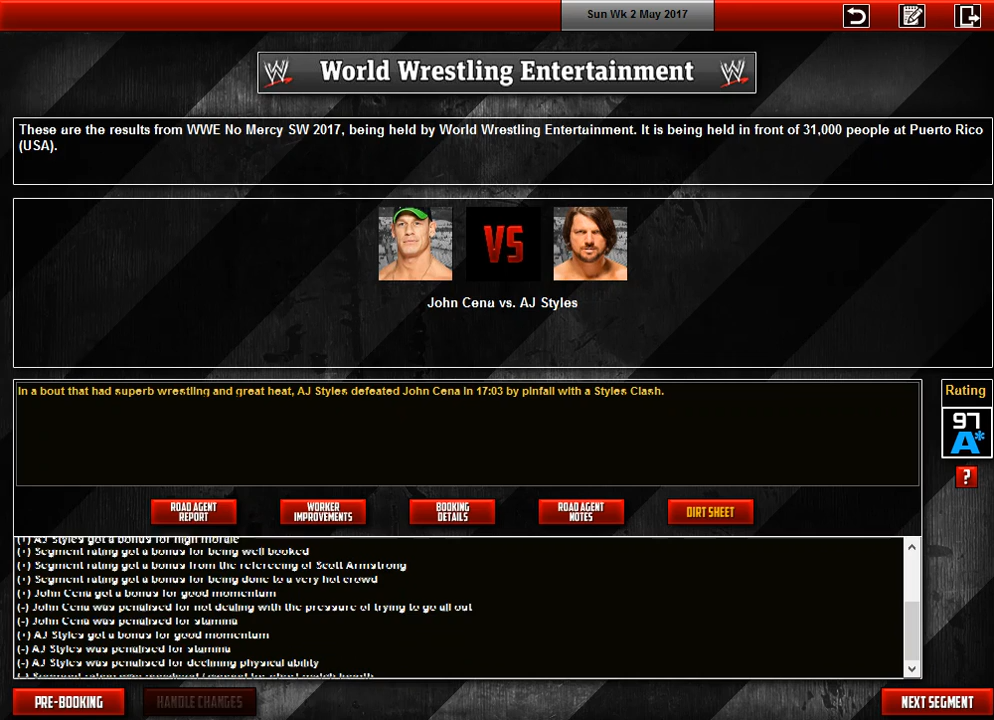 Sun Wk 2 May 2017
World Wrestling Entertainment
These are the results from WWE No Mercy SW 2017, being held by World Wrestling Entertainment. It is being held in front of 31,000 people at Puerto Rico
(USA).
VS
John Cena vs. AJ Styles
In a bout that had superb wrestling and great heat, AJ Styles defeated John Cena in 17:03 by pinfall with a Styles Clash.
Rating
97
A*
?
ROAD AGENT
REPORT
WORKER
IMPROVEMENTS
BOOKING
DETAILS
ROAD AGENT
NOTES
DIRT SHEET
(+) AJ Styles got a bonus for high morale
(+) Segment rating got a bonus for being well booked
(+) Segment rating got a bonus from the refereeing of Scott Armstrong
(+) Segment rating got a bonus for being done to a very hot crowd
(+) John Cena got a bonus for good momentum
(-) John Cena was penalised for not dealing with the pressure of trying to go all out
(-) John Cena was penalised for stamina
(+) AJ Styles got a bonus for good momentum
(-) AJ Styles was penalised for stamina
(-) AJ Styles was penalised for declining physical ability
PRE-BOOKING
HANDLE CHANGES
NEXT SEGMENT